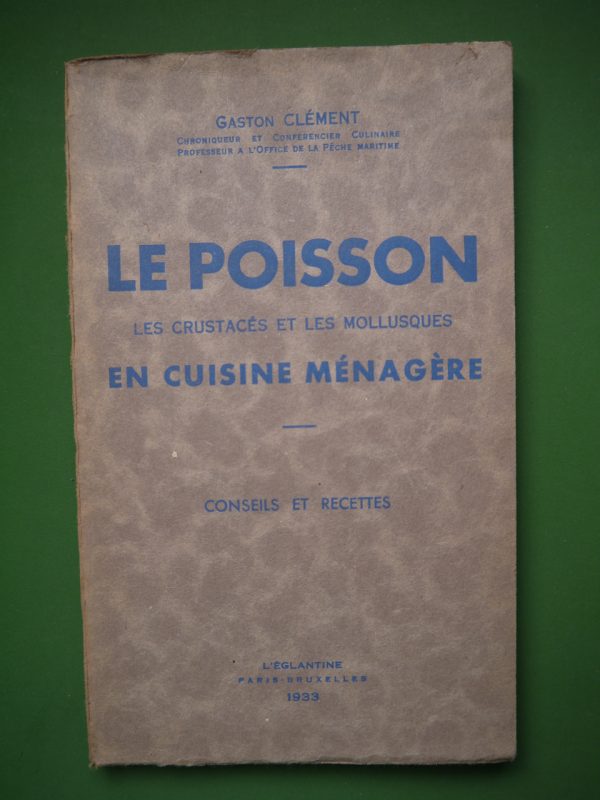 GASTON CLÉMENT
CHRONIQUEUR ET CONFÉRENCIER CULINAIRE
PROFESSEUR A L'OFFICE DE LA PÊCHE MARITIME
LE POISSON
LES CRUSTACÉS ET LES MOLLUSQUES
EN CUISINE MÉNAGÈRE
CONSEILS ET RECETTES
L'ÉGLANTINE
PARIS-BRUXELLES
1933